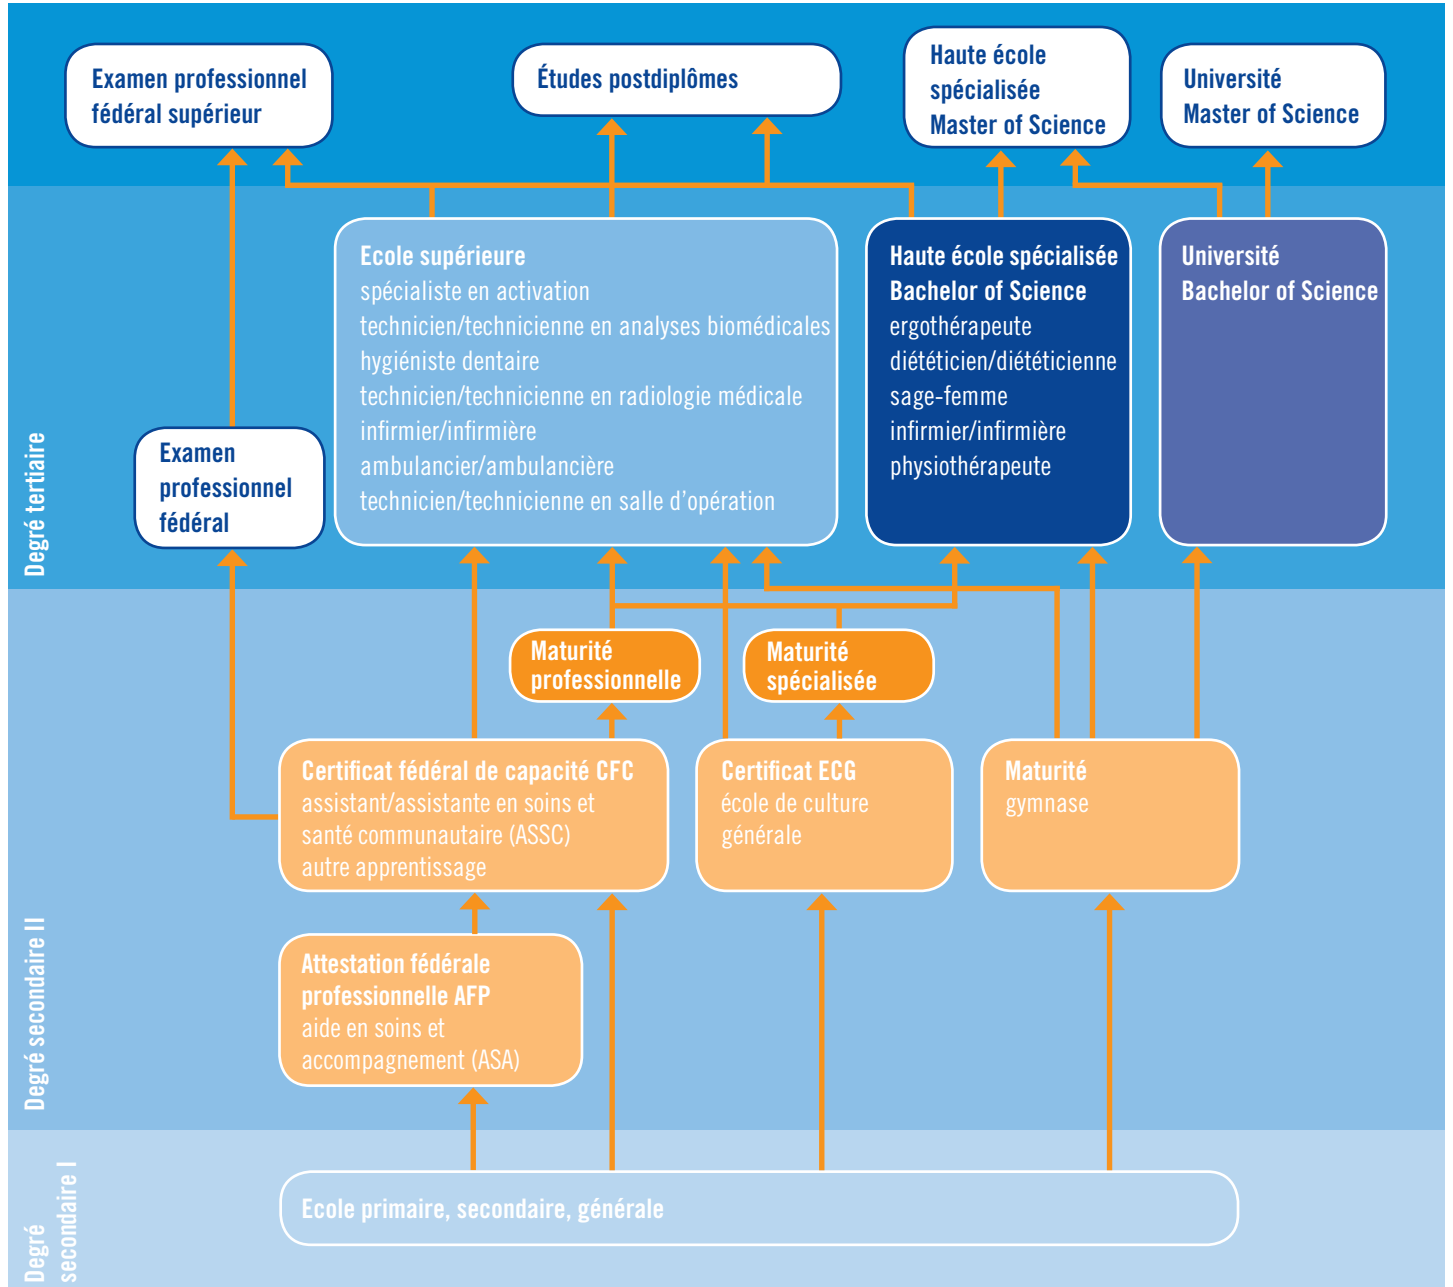 Examen professionnel
fédéral supérieur
Études postdiplômes
Haute école
spécialisée
Master of Science
Université
Master of Science
Degré tertiaire
Ecole supérieure
spécialiste en activation
technicien/technicienne en analyses biomédicales
hygiéniste dentaire
technicien/technicienne en radiologie médicale
infirmier/infirmière
ambulancier/ambulancière
technicien/technicienne en salle d’opération
Haute école spécialisée
Bachelor of Science
ergothérapeute
diététicien/diététicienne
sage-femme
infirmier/infirmière
physiothérapeute
Université
Bachelor of Science
Examen
professionnel
fédéral
Degré secondaire II
Maturité
professionnelle
Maturité
spécialisée
Certificat fédéral de capacité CFC
assistant/assistante en soins et
santé communautaire (ASSC)
autre apprentissage
Certificat ECG
école de culture
générale
Maturité
gymnase
Attestation fédérale
professionnelle AFP
aide en soins et
accompagnement (ASA)
Degré
secondaire I
Ecole primaire, secondaire, générale